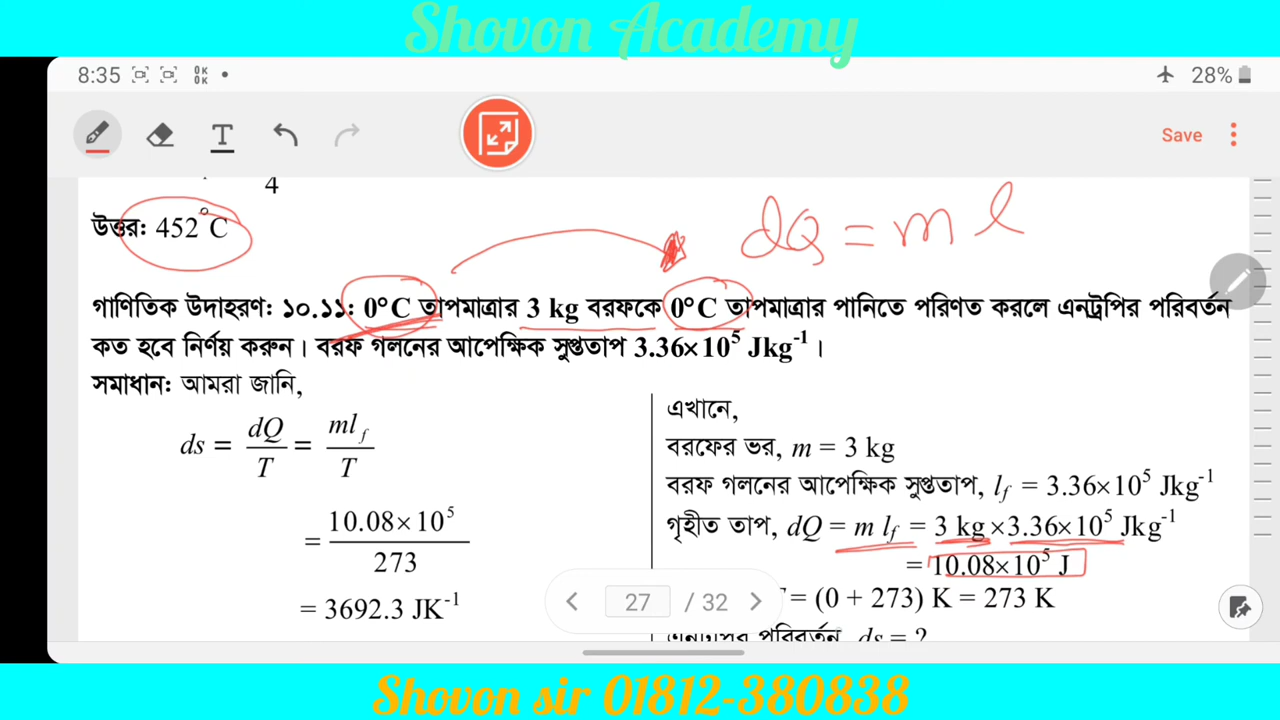 Shovon Academy
8:35 28%
T Save
4
উত্তর: 452°C
dQ = m l
গাণিতিক উদাহরণ: ১০.১১: 0°C তাপমাত্রার 3 kg বরফকে 0°C তাপমাত্রার পানিতে পরিণত করলে এনট্রপির পরিবর্তন
কত হবে নির্ণয় করুন। বরফ গলনের আপেক্ষিক সুপ্ততাপ 3.36×10⁵ Jkg⁻¹।
সমাধান: আমরা জানি,
ds = dQ/T = ml_f/T
= 10.08×10⁵/273
= 3692.3 JK⁻¹
এখানে,
বরফের ভর, m = 3 kg
বরফ গলনের আপেক্ষিক সুপ্ততাপ, l_f = 3.36×10⁵ Jkg⁻¹
গৃহীত তাপ, dQ = m l_f = 3 kg ×3.36×10⁵ Jkg⁻¹
= 10.08×10⁵ J
= (0 + 273) K = 273 K
পরিবর্তন, ds = ?
27 / 32
Shovon sir 01812-380838